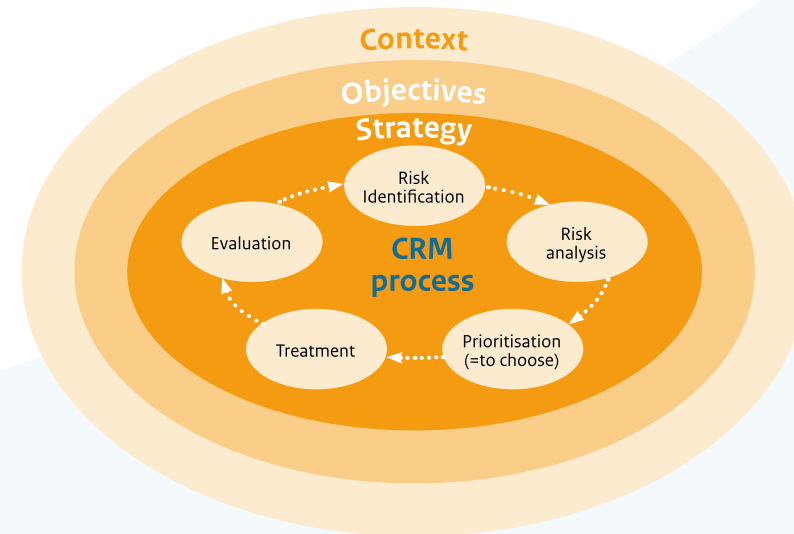 Context
Objectives
Strategy
Risk
Identification
Risk
analysis
Prioritisation
(=to choose)
Treatment
Evaluation
CRM
process